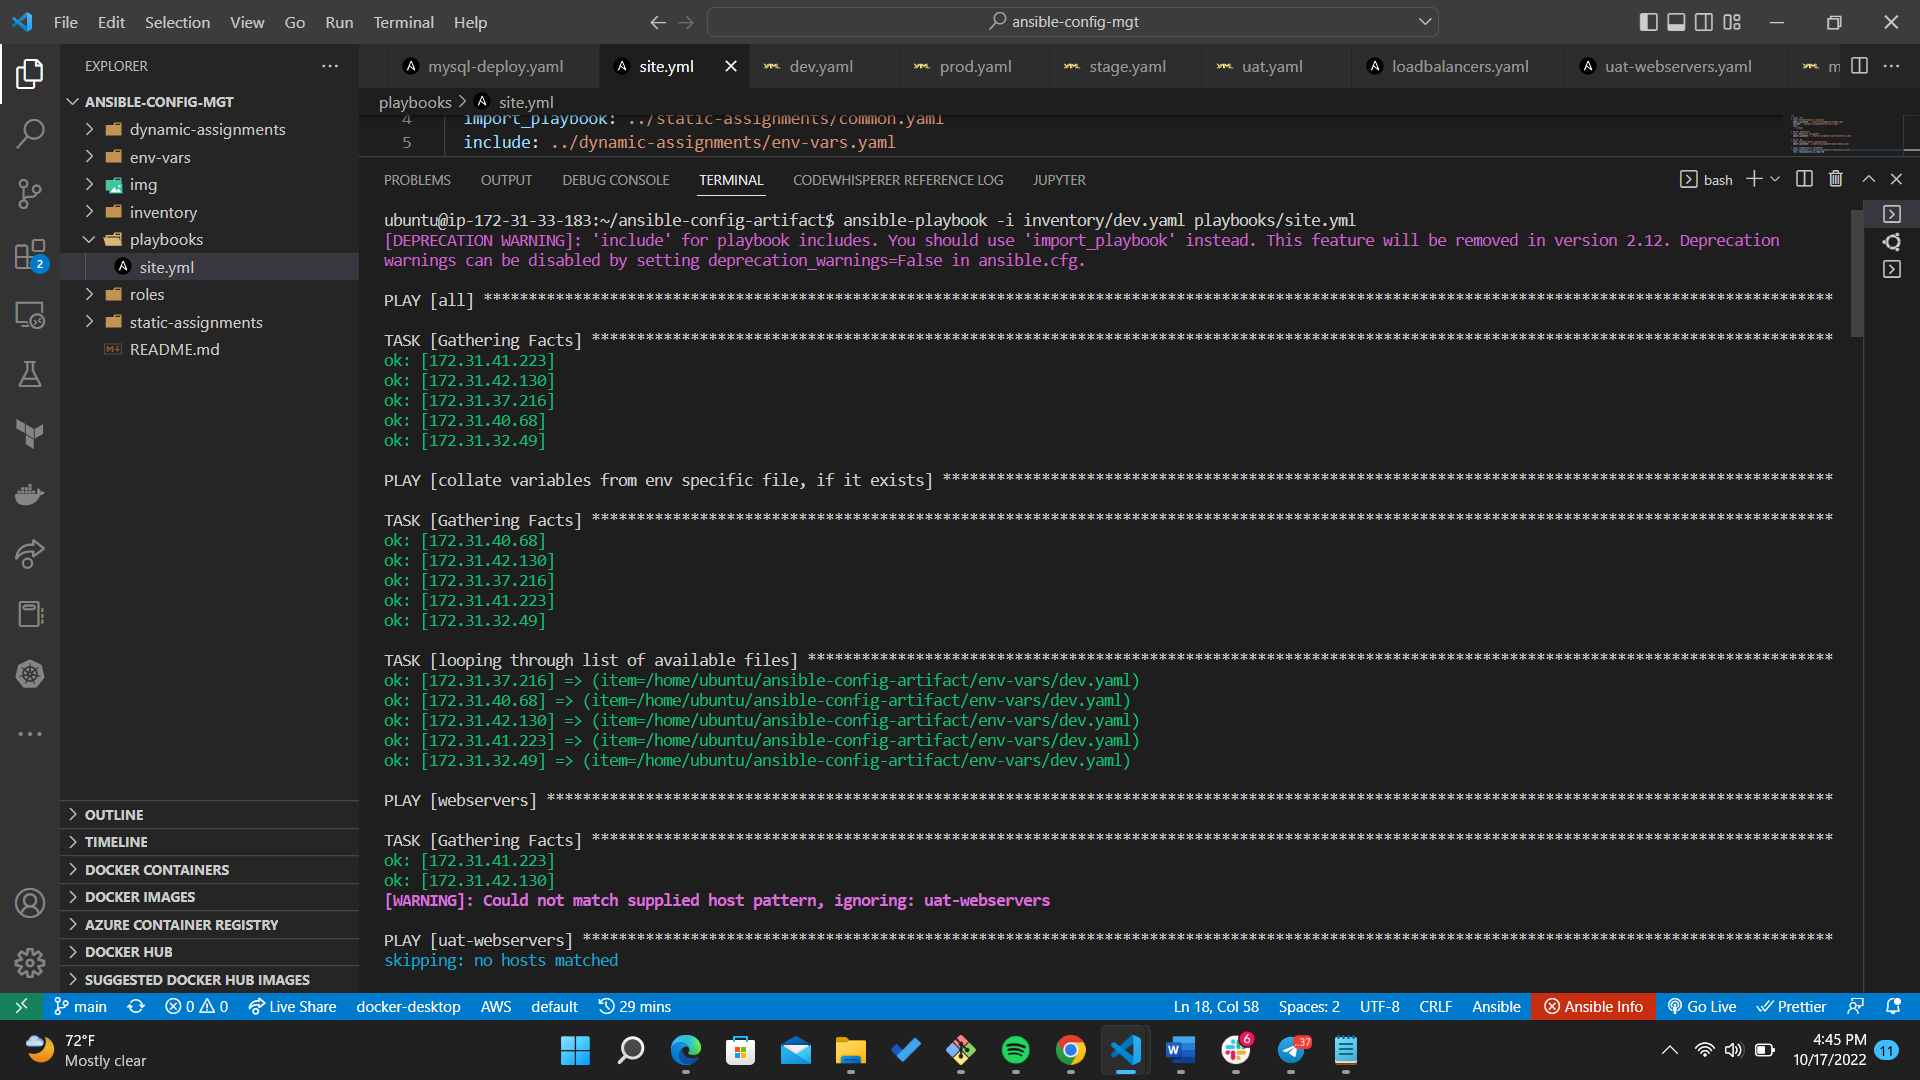 File Edit Selection View Go Run Terminal Help
ansible-config-mgt
EXPLORER
mysql-deploy.yaml site.yml dev.yaml prod.yaml stage.yaml uat.yaml loadbalancers.yaml uat-webservers.yaml m
ANSIBLE-CONFIG-MGT
dynamic-assignments
env-vars
img
inventory
playbooks
site.yml
roles
static-assignments
README.md
OUTLINE
TIMELINE
DOCKER CONTAINERS
DOCKER IMAGES
AZURE CONTAINER REGISTRY
DOCKER HUB
SUGGESTED DOCKER HUB IMAGES
2
playbooks > site.yml
4 import_playbook: ../static-assignments/common.yaml
5 include: ../dynamic-assignments/env-vars.yaml
PROBLEMS OUTPUT DEBUG CONSOLE TERMINAL CODEWHISPERER REFERENCE LOG JUPYTER
bash
ubuntu@ip-172-31-33-183:~/ansible-config-artifact$ ansible-playbook -i inventory/dev.yaml playbooks/site.yml
[DEPRECATION WARNING]: 'include' for playbook includes. You should use 'import_playbook' instead. This feature will be removed in version 2.12. Deprecation
warnings can be disabled by setting deprecation_warnings=False in ansible.cfg.
PLAY [all] ****
TASK [Gathering Facts] ****
ok: [172.31.41.223]
ok: [172.31.42.130]
ok: [172.31.37.216]
ok: [172.31.40.68]
ok: [172.31.32.49]
PLAY [collate variables from env specific file, if it exists] ****
TASK [Gathering Facts] ****
ok: [172.31.40.68]
ok: [172.31.42.130]
ok: [172.31.37.216]
ok: [172.31.41.223]
ok: [172.31.32.49]
TASK [looping through list of available files] ****
ok: [172.31.37.216] => (item=/home/ubuntu/ansible-config-artifact/env-vars/dev.yaml)
ok: [172.31.40.68] => (item=/home/ubuntu/ansible-config-artifact/env-vars/dev.yaml)
ok: [172.31.42.130] => (item=/home/ubuntu/ansible-config-artifact/env-vars/dev.yaml)
ok: [172.31.41.223] => (item=/home/ubuntu/ansible-config-artifact/env-vars/dev.yaml)
ok: [172.31.32.49] => (item=/home/ubuntu/ansible-config-artifact/env-vars/dev.yaml)
PLAY [webservers] ****
TASK [Gathering Facts] ****
ok: [172.31.41.223]
ok: [172.31.42.130]
[WARNING]: Could not match supplied host pattern, ignoring: uat-webservers
PLAY [uat-webservers] ****
skipping: no hosts matched
main 0 0 Live Share docker-desktop AWS default 29 mins Ln 18, Col 58 Spaces: 2 UTF-8 CRLF Ansible Ansible Info Go Live Prettier
72°F
Mostly clear
6
37
4:45 PM
10/17/2022
11